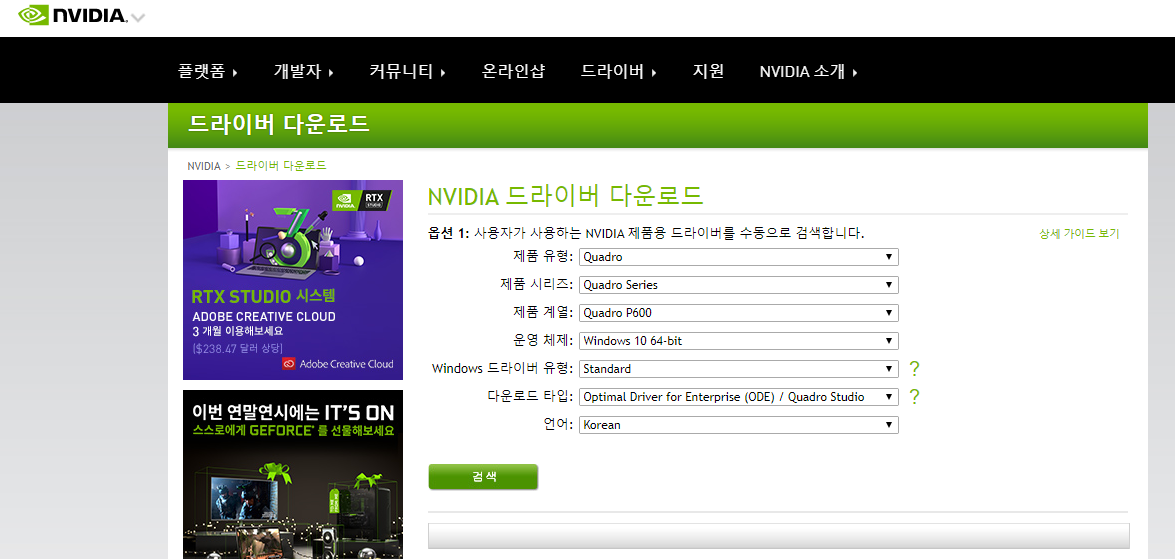 NVIDIA.
플랫폼 개발자 커뮤니티 온라인샵 드라이버 지원 NVIDIA 소개
드라이버 다운로드
NVIDIA > 드라이버 다운로드
NVIDIA RTX STUDIO
RTX STUDIO 시스템
ADOBE CREATIVE CLOUD
3 개월 이용해보세요
($238.47 달러 상당)
Adobe Creative Cloud
이번 연말연시에는 IT'S ON
스스로에게 GEFORCE® 를 선물해보세요
NVIDIA 드라이버 다운로드
옵션 1: 사용자가 사용하는 NVIDIA 제품용 드라이버를 수동으로 검색합니다. 상세 가이드 보기
제품 유형: Quadro
제품 시리즈: Quadro Series
제품 계열: Quadro P600
운영 체제: Windows 10 64-bit
Windows 드라이버 유형: Standard ?
다운로드 타입: Optimal Driver for Enterprise (ODE) / Quadro Studio ?
언어: Korean
검색